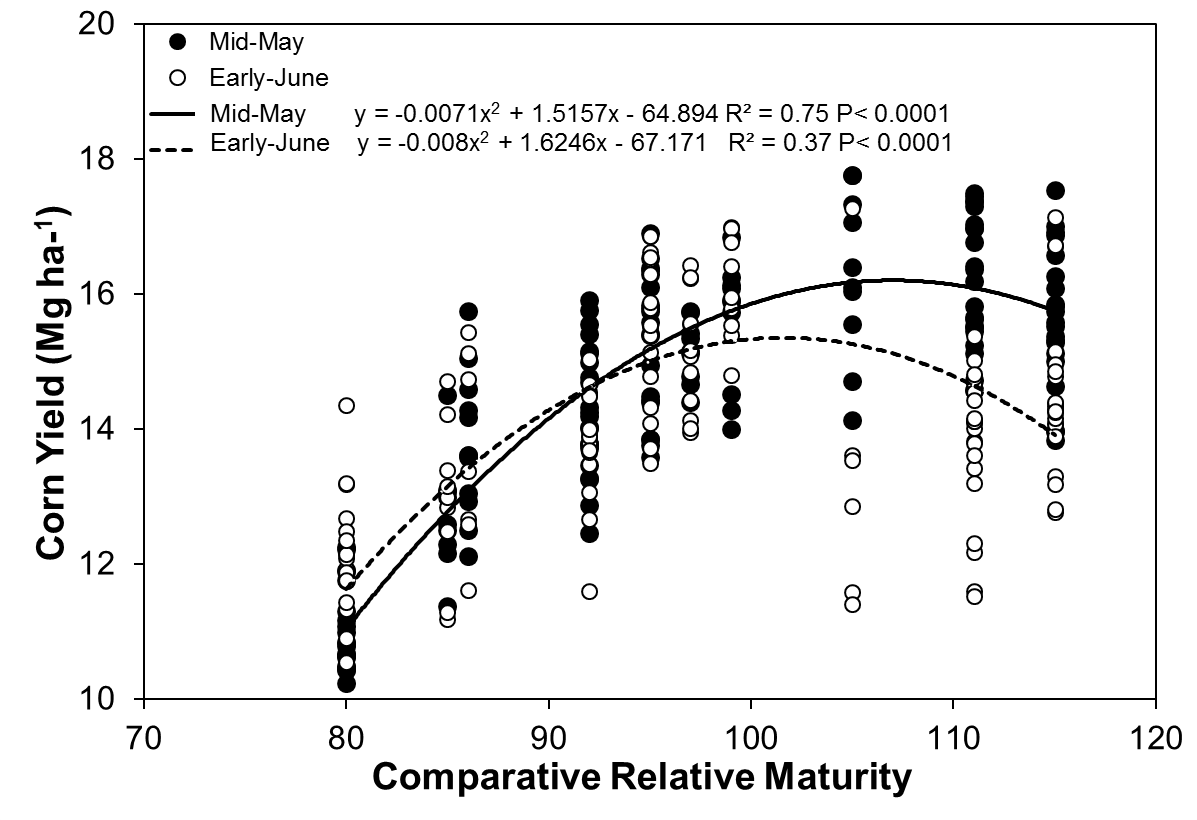 20
18
16
14
12
10
Corn Yield (Mg ha-¹)
Mid-May
Early-June
Mid-May y = -0.0071x² + 1.5157x - 64.894 R² = 0.75 P< 0.0001
Early-June y = -0.008x² + 1.6246x - 67.171 R² = 0.37 P< 0.0001
70 80 90 100 110 120
Comparative Relative Maturity